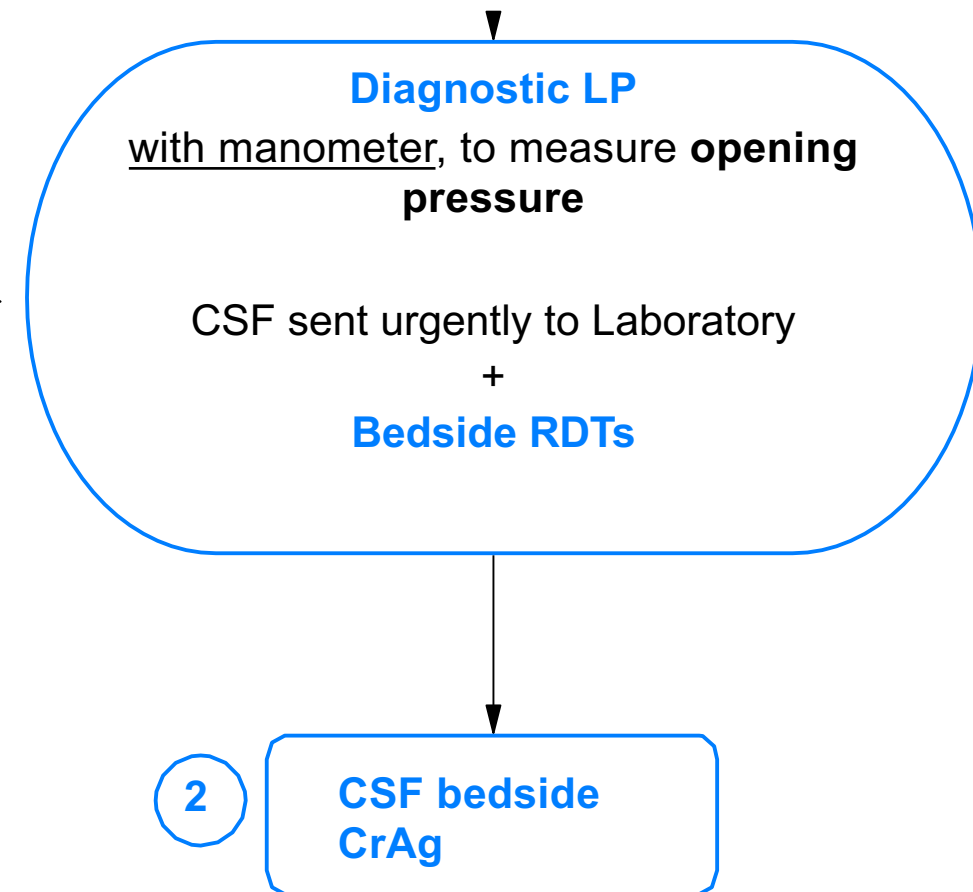 Diagnostic LP
with manometer, to measure opening
pressure
CSF sent urgently to Laboratory
+
Bedside RDTs
2
CSF bedside
CrAg